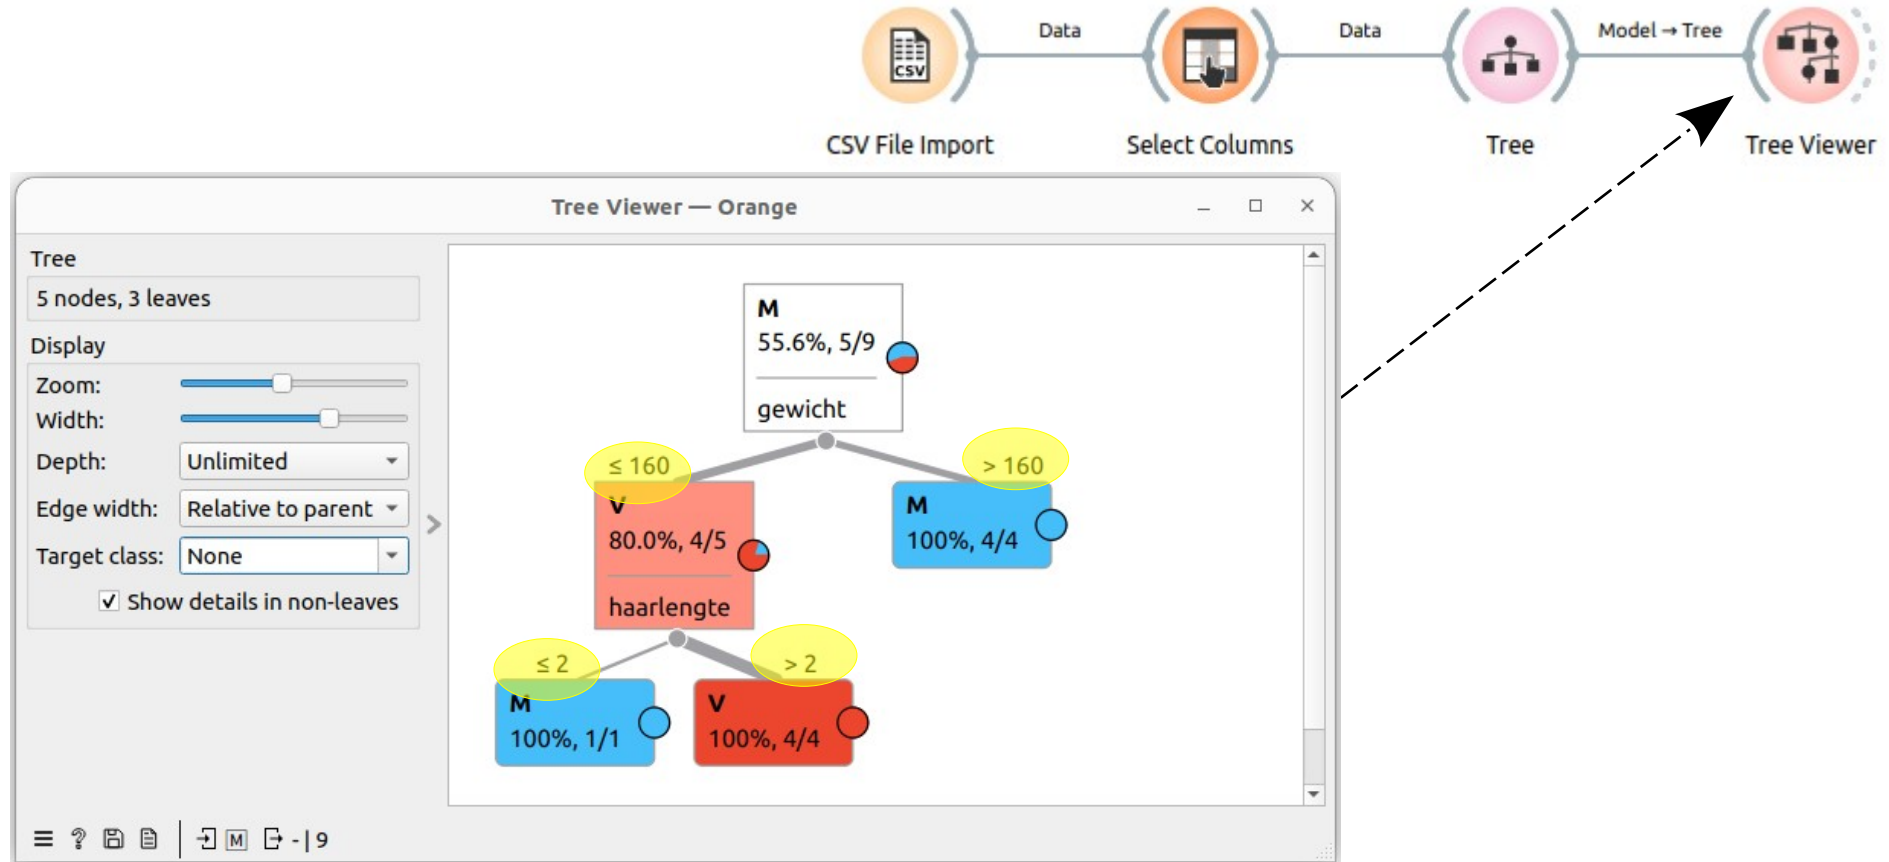 Data
Data
Model → Tree
CSV
CSV File Import
Select Columns
Tree
Tree Viewer
Tree Viewer — Orange
Tree
5 nodes, 3 leaves
Display
Zoom:
Width:
Depth:
Unlimited
Edge width:
Relative to parent
Target class:
None
Show details in non-leaves
M
55.6%, 5/9
gewicht
≤ 160
> 160
V
80.0%, 4/5
haarlengte
M
100%, 4/4
≤ 2
> 2
M
100%, 1/1
V
100%, 4/4
M
- | 9